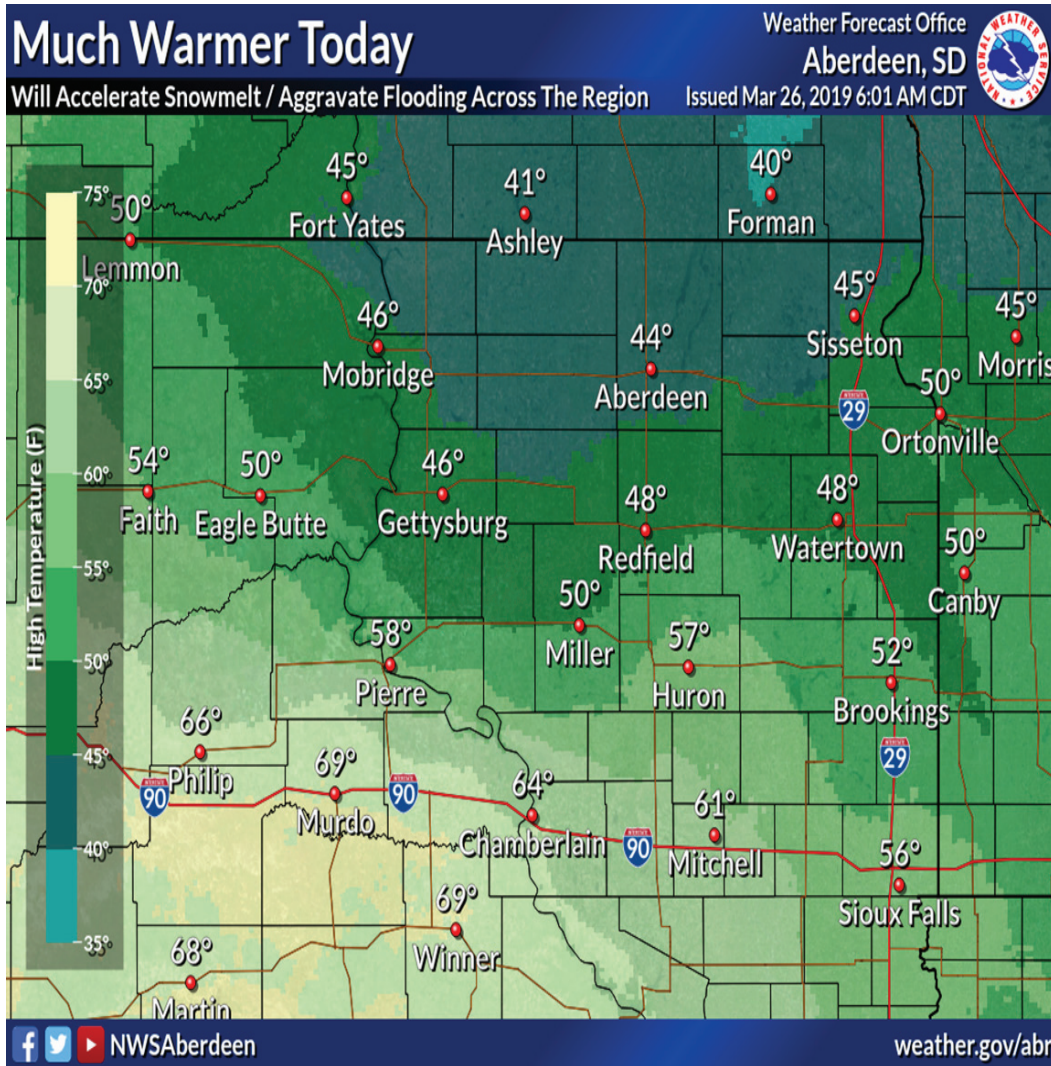 Much Warmer Today
Will Accelerate Snowmelt / Aggravate Flooding Across The Region
Weather Forecast Office
Aberdeen, SD
Issued Mar 26, 2019 6:01 AM CDT
NATIONAL WEATHER SERVICE
High Temperature (F)
75°
70°
65°
60°
55°
50°
45°
40°
35°
50°
Lemmon
45°
Fort Yates
41°
Ashley
40°
Forman
46°
Mobridge
44°
Aberdeen
45°
Sisseton
45°
Morris
29
50°
Ortonville
54°
Faith
50°
Eagle Butte
46°
Gettysburg
48°
Redfield
48°
Watertown
50°
Canby
50°
Miller
58°
Pierre
57°
Huron
52°
Brookings
29
66°
Philip
90
69°
Murdo
90
64°
Chamberlain
90
61°
Mitchell
56°
Sioux Falls
69°
Winner
68°
Martin
NWSAberdeen
weather.gov/abr